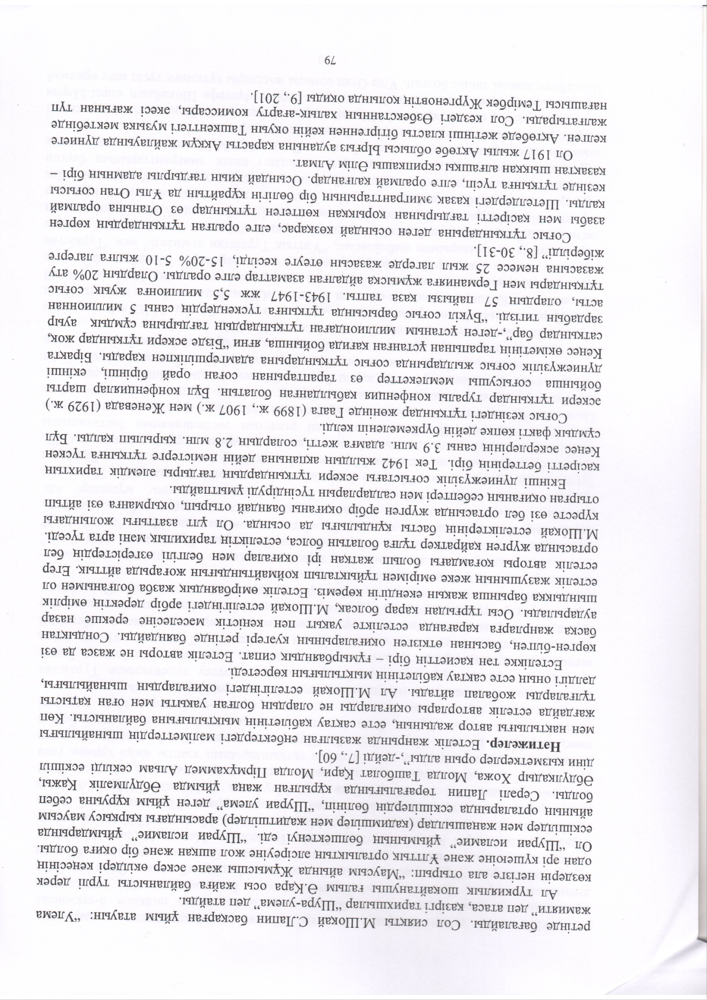 ретінде бағалайды. Сол сияқты М.Шоқай С.Лапин басқарған ұйым атауын: “Улема
жамияти” деп атаса, қазіргі тарихшылар “Шура-улема” деп атайды.
Ал түркиялық шоқайтанушы ғалым Ә.Қара осы жайға байланысты түрлі дерек
көздерін негізге ала отырып: “Маусым айында Жұмысшы және әскер өкілдері кеңесінің
одан әрі күшеюіне және Ұлттық орталықтың әлсіреуіне жол ашқан және бір оқиға болды.
Ол “Шураи исламие” ұйымының бөлшектенуі еді. “Шураи исламие” ұйымдарында
ескішілдер мен жаңашылдар (қадимшілер мен жадитшілдер) арасындағы қырқысу маусым
айының орталарында ескішілердің бөлініп, “Шураи улема” деген ұйым құруына себеп
болды. Серәлі Лапин төрағалығында құрылған жаңа ұйымда Әбдулмәлік Қажы,
Әбдулқадыр Хожа, Молда Ташболат Қари, Молда Пірмұхаммед Альам секілді ескішіл
діни қызметкерлер орын алды”,-дейді [7., 60].
Нәтижелер. Естелік жанрында жазылған еңбектердегі мәліметтердің шынайылығы
мен нақтылығы автор жадының, есте сақтау қабілетінің мықтылығына байланысты. Көп
жағдайда естелік авторлары оқиғаларды не олардың болған уақыты мен оған қатысты
тұлғаларды жобалап айтады. Ал М.Шоқай естелігіндегі оқиғалардың шынайылығы,
дәлдігі оның есте сақтау қабілетінің мықтылығын көрсетеді.
Естелікке тән қасиеттің бірі – ғұмырбаяндық сипат. Естелік авторы не жазса да өзі
көрген-білген, басынан өткізген оқиғаларының куәгері ретінде баяндайды. Сондықтан
басқа жанрларға қарағанда естелікте уақыт пен кеңістік мәселесіне ерекше назар
аударылады. Осы тұрғыдан қарар болсақ, М.Шоқай естелігіндегі әрбір деректің өмірлік
шындыққа барынша жақын екендігін көреміз. Естелік өмірбаяндық жазба болғанымен ол
естелік жазушының жеке өмірімен тұйықталып қоймайтындығын жоғарыда айттық. Егер
естелік авторы қоғамдағы болып жатқан ірі оқиғалар мен белгілі өзгерістердің бел
ортасында жүрген қайраткер тұлға болатын болса, естеліктің тарихилық мәні арта түседі.
М.Шоқай естеліктерінің басты құндылығы да осында. Ол ұлт азаттығы жолындағы
күресте өзі бел ортасында жүрген әрбір оқиғаны баяндай отырып, оқырманға өзі айтып
отырған оқиғаның себептері мен салдарларын түсіндіруді ұмытпайды.
Екінші дүниежүзілік соғыстағы әскери тұтқындардың тағдыры әлемдік тарихтың
қасіретті беттерінің бірі. Тек 1942 жылдың ақпанына дейін немістерге тұтқынға түскен
Кеңес әскерлерінің саны 3.9 млн. адамға жетті, солардың 2.8 млн. қырылып қалды. Бұл
сұмдық факті көпке дейін бүркемеленіп келді.
Соғыс кезіндегі тұтқындар жөнінде Гаага (1899 ж., 1907 ж.) мен Женевада (1929 ж.)
әскери тұтқындар туралы конфенция қабылданған болатын. Бұл конфенциялар шарты
бойынша соғысушы мемлекеттер өз тараптарынан соған орай бірінші, екінші
дүниежүзілік соғыс жылдарында соғыс тұтқындарына адамгершілікпен қарады. Бірақта
Кеңес өкіметінің тарапынан ұстанған қағида бойынша, яғни “Бізде әскери тұтқындар жоқ,
сатқындар бар”,-деген ұстаным миллиондаған тұтқындардың тағдырына сұмдық ауыр
зардабын тигізді. “Бүкіл соғыс барысында тұтқынға түскендердің саны 5 миллионнан
асты, олардың 57 пайызы қаза тапты. 1943-1947 жж 5,5 миллионға жуық соғыс
тұтқындары мен Германияға жұмысқа айдалған азаматтар елге оралды. Олардың 20% ату
жазасына немесе 25 жыл лагерде жазасын өтеуге кесілді, 15-20% 5-10 жылға лагерге
жіберілді” [8., 30-31].
Соғыс тұтқындарына деген осындай көзқарас, елге оралған тұтқындардың көрген
азабы мен қасіретті тағдырынан қорыққан көптеген тұтқындар өз Отанына оралмай
қалды. Шетелдердегі қазақ эмигранттарының бір бөлігін құрайтын да Ұлы Отан соғысы
кезінде тұтқынға түсіп, елге оралмай қалғандар. Осындай қиын тағдырлы адамның бірі –
қазақтан шыққан алғашқы скрипкашы Әлім Алмат.
Ол 1917 жылы Ақтөбе облысы Ырғыз ауданына қарасты Аққұм жайлауында дүниеге
келген. Ақтөбеде жетінші класты бітіргеннен кейін оқуын Ташкенттегі музыка мектебінде
жалғатырады. Сол кездегі Өзбекстанның халық-ағарту комиссары, әкесі жағынан түп
нағашысы Темірбек Жүргеновтің қолында оқиды [9., 201].
79